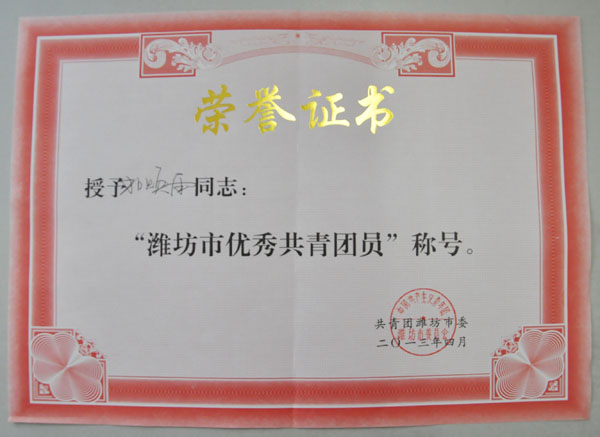 荣誉证书
授予 同志：
“潍坊市优秀共青团员”称号。
共青团潍坊市委
二〇一三年四月